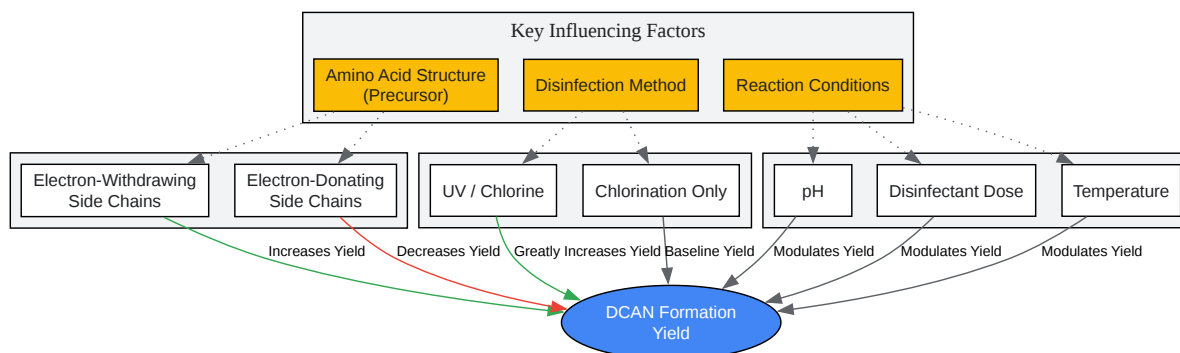 Key Influencing Factors
Amino Acid Structure
(Precursor)
Disinfection Method
Reaction Conditions
Electron-Withdrawing
Side Chains
Electron-Donating
Side Chains
UV / Chlorine
Chlorination Only
pH
Disinfectant Dose
Temperature
Increases Yield
Decreases Yield
Greatly Increases Yield
Baseline Yield
Modulates Yield
Modulates Yield
Modulates Yield
DCAN Formation
Yield